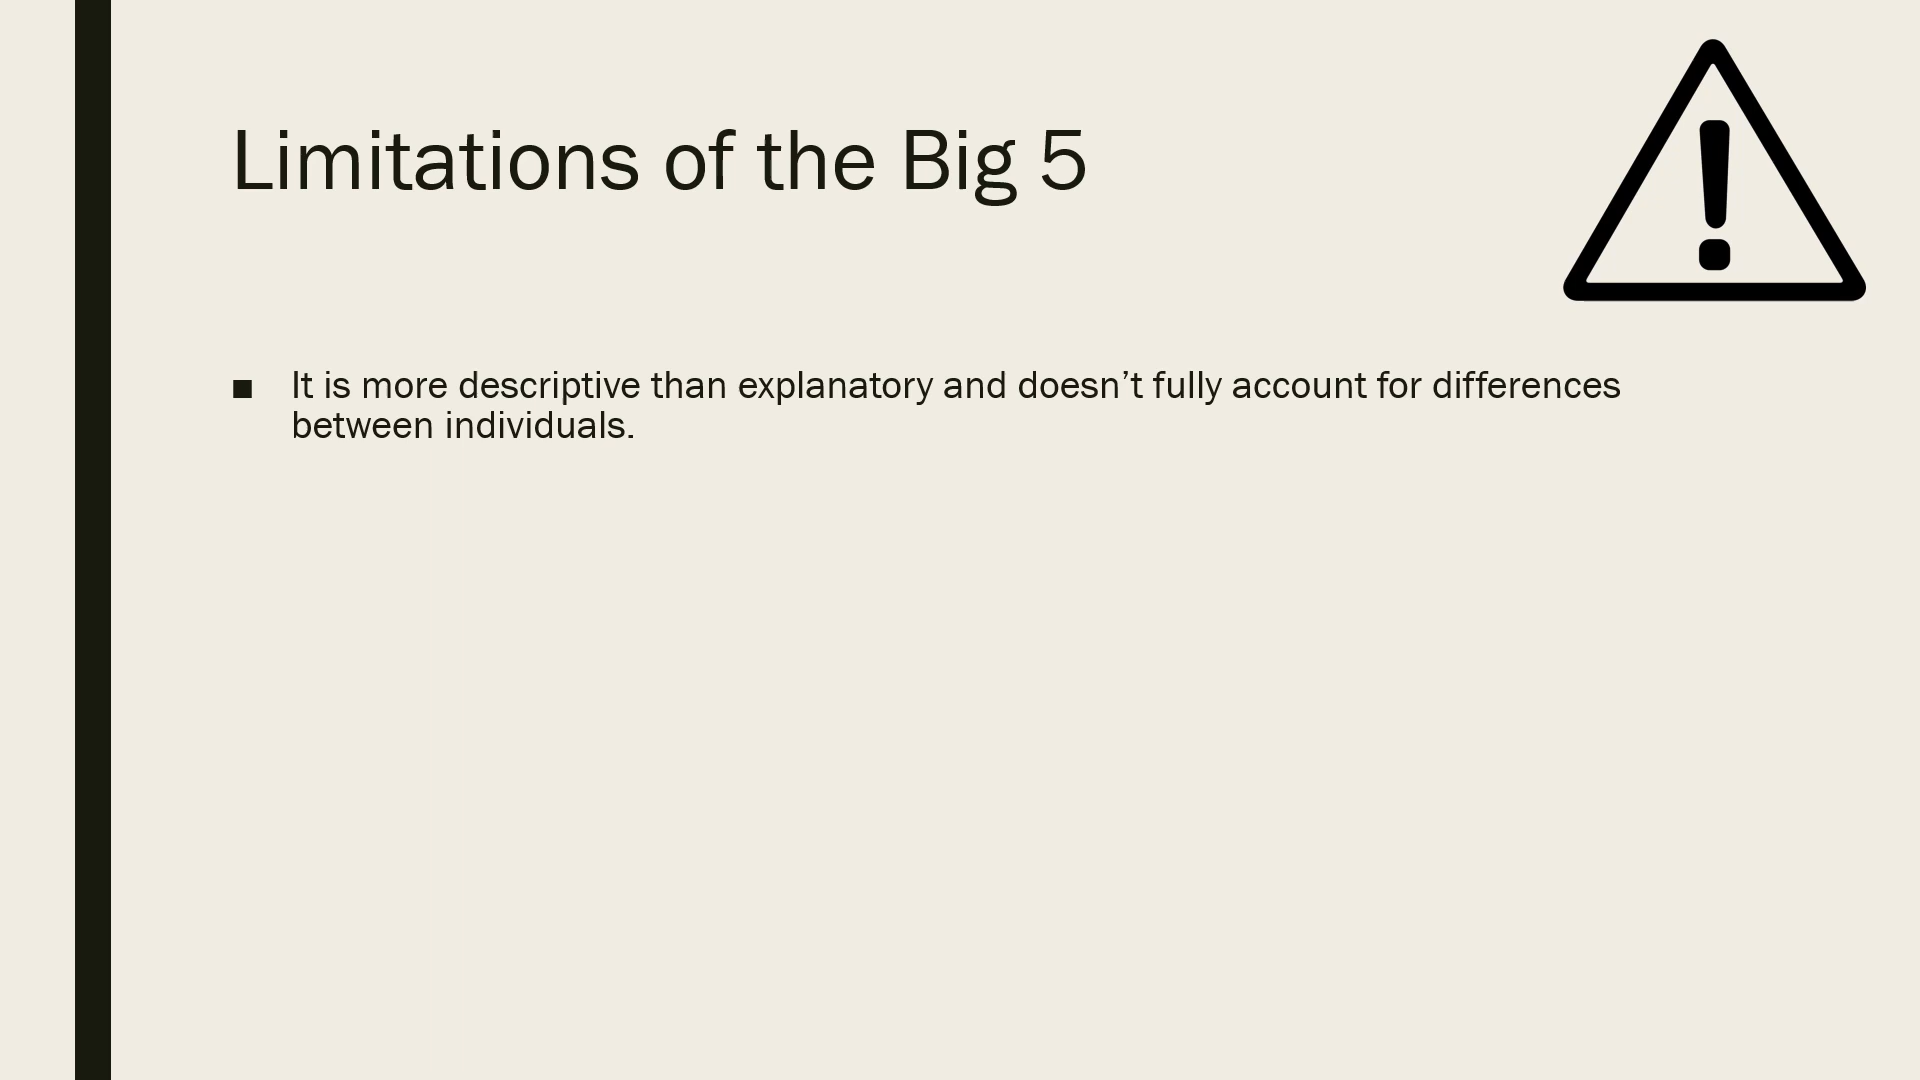 Limitations of the Big 5
■ It is more descriptive than explanatory and doesn’t fully account for differences
between individuals.